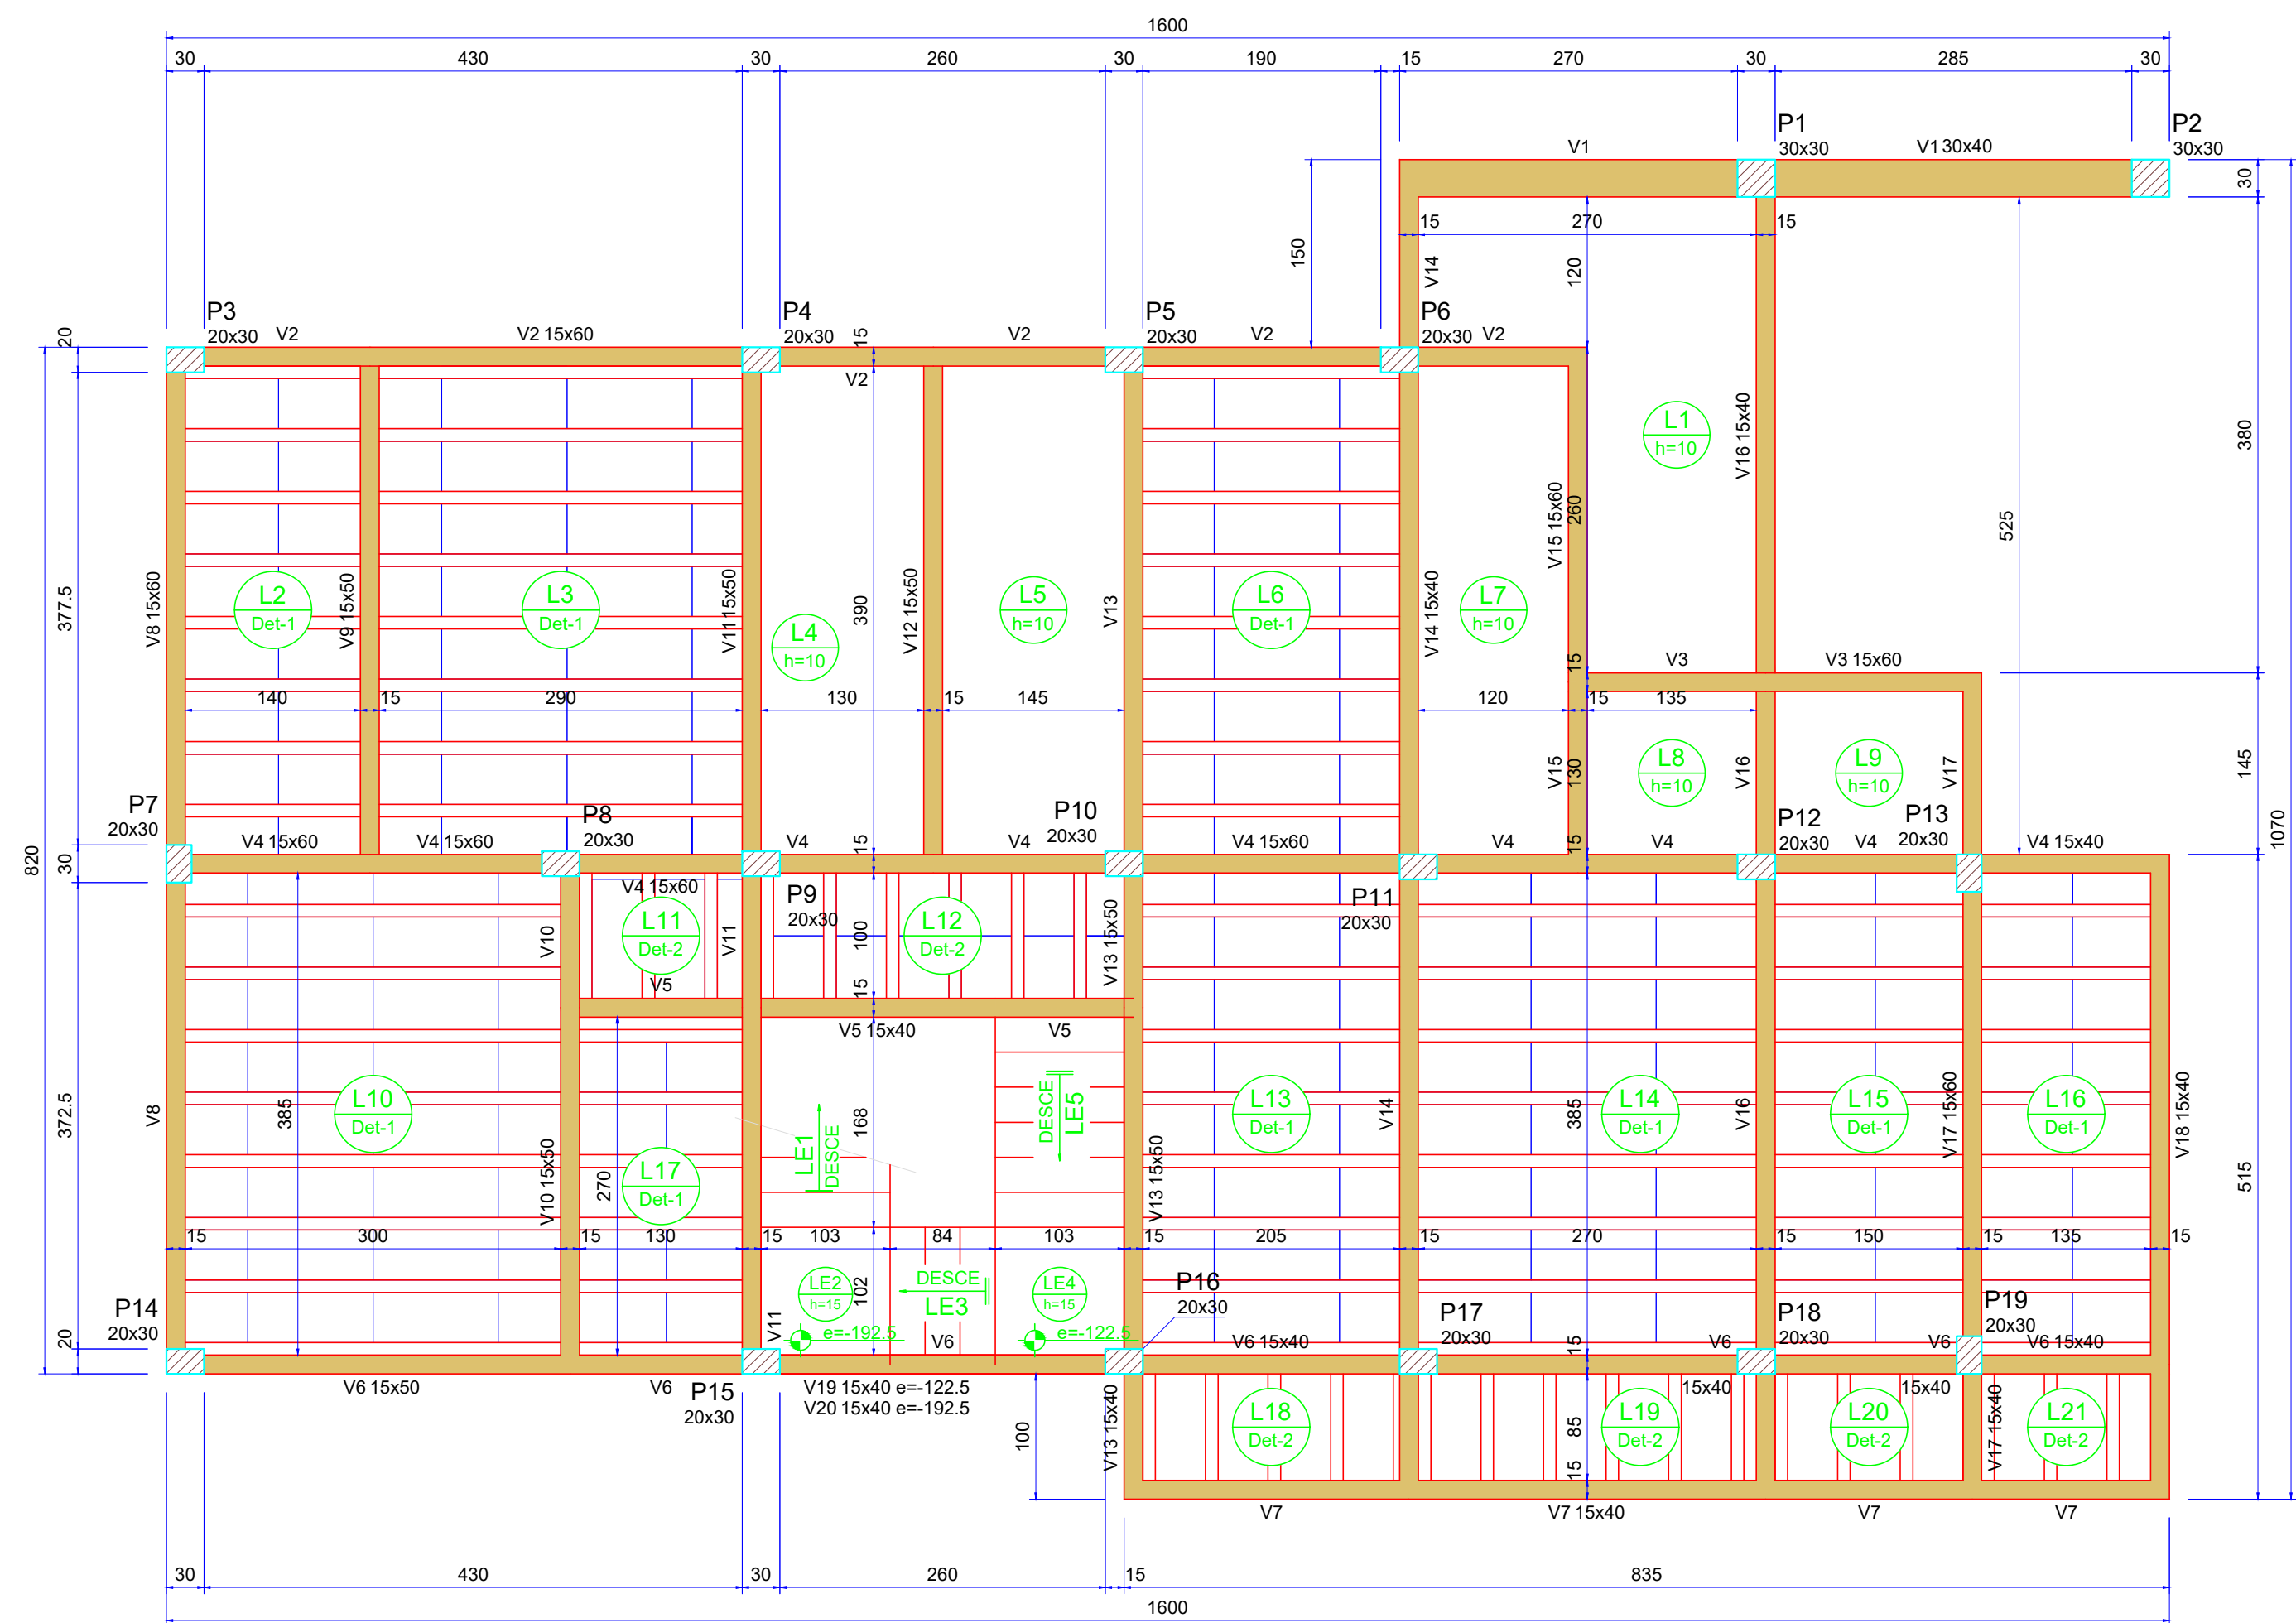 1600
30 430 30 260 30 190 15 270 30 285 30
P1
30x30
P2
30x30
V1
V1 30x40
30
15 270 15
150
V14
120
P3
20x30
V2
V2 15x60
P4
20x30
15
V2
P5
20x30
V2
P6
20x30
V2
20
V2
L1
h=10
V16 15x40
380
525
V15 15x60
260
L2
Det-1
L3
Det-1
L4
h=10
L5
h=10
L6
Det-1
L7
h=10
377.5
V8 15x60
V9 15x50
V11 15x50
390
V12 15x50
V13
V14 15x40
15
V3
V3 15x60
140 15 290
130 15 145
120 15 135
L8
h=10
L9
h=10
V15
130
V16
V17
145
1070
P7
20x30
P8
20x30
P10
20x30
P12
20x30
P13
20x30
V4 15x60
V4 15x60
V4
15
V4
V4 15x60
V4
15
V4
V4
V4 15x40
820
30
V4 15x60
P9
20x30
P11
20x30
L11
Det-2
L12
Det-2
V10
V11
100
V13 15x50
V5
15
V5 15x40
V5
L10
Det-1
L17
Det-1
L13
Det-1
L14
Det-1
L15
Det-1
L16
Det-1
372.5
V8
385
V10 15x50
270
LE1
DESCE
168
DESCE
LE5
V13 15x50
V14
385
V16
V17 15x60
V18 15x40
515
15 300 15 130 15 103 84 103 15 205 15 270 15 150 15 135 15
LE2
h=15
102
DESCE
LE3
LE4
h=15
V11
e=-192.5
V6
e=-122.5
P14
20x30
20
P16
20x30
P17
20x30
P18
20x30
P19
20x30
V6 15x40
15
V6
V6
V6 15x40
V6 15x50
V6
P15
20x30
V19 15x40 e=-122.5
V20 15x40 e=-192.5
15x40
15x40
100
V13 15x40
L18
Det-2
85
L19
Det-2
L20
Det-2
V17 15x40
L21
Det-2
15
V7
V7 15x40
V7
V7
30 430 30 260 15 835
1600